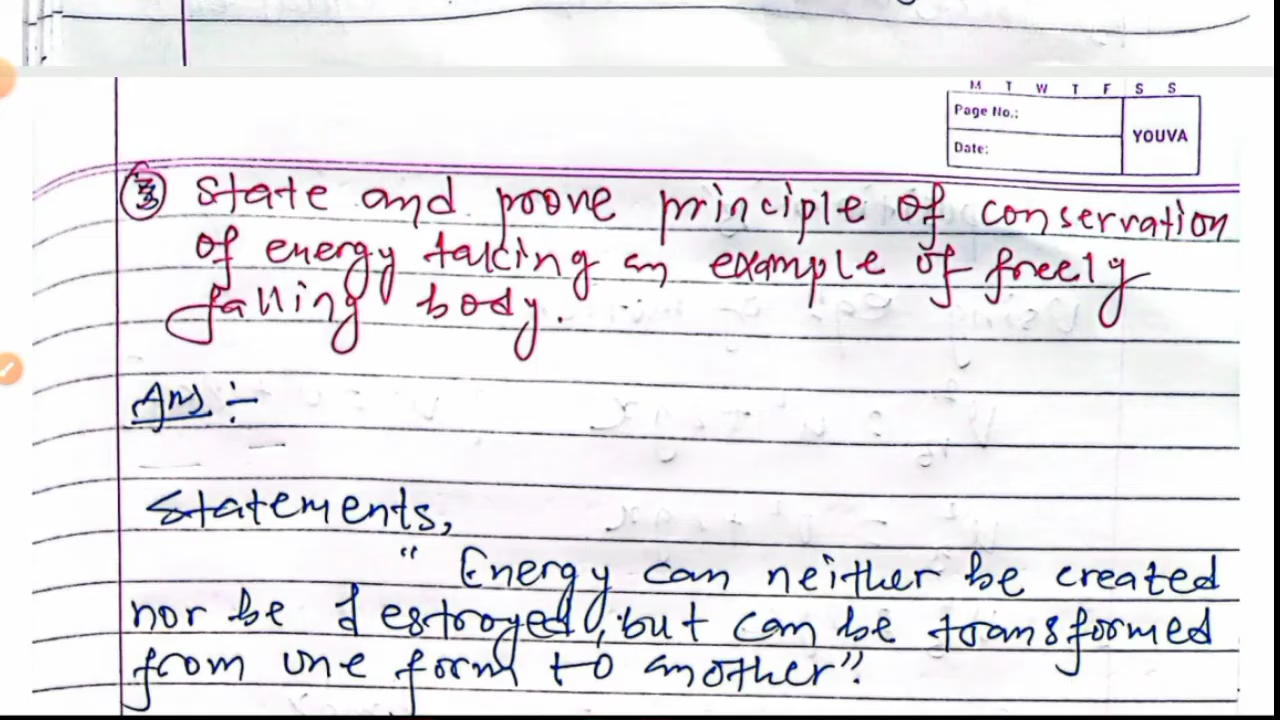 M T W T F S S
Page No.:
YOUVA
Date:
3 State and prove principle of conservation
of energy taking an example of freely
falling body.
Ans :-
Statements,
" Energy can neither be created
nor be destroyed, but can be transformed
from one form to another".